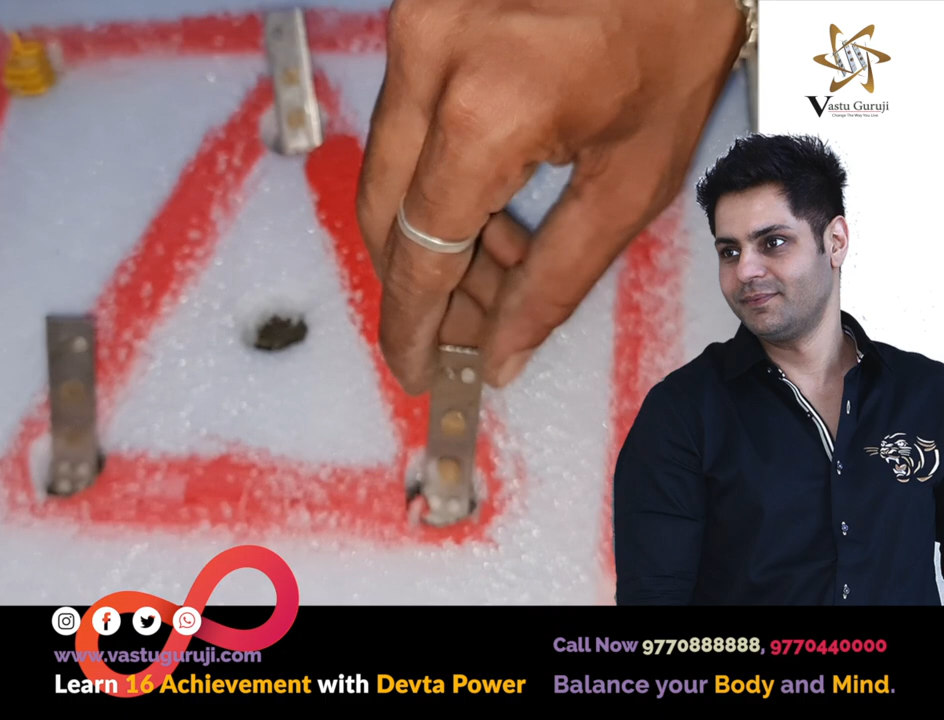 Vastu Guruji
Change The Way You Live
www.vastuguruji.com
Learn 16 Achievement with Devta Power
Call Now 9770888888, 9770440000
Balance your Body and Mind.